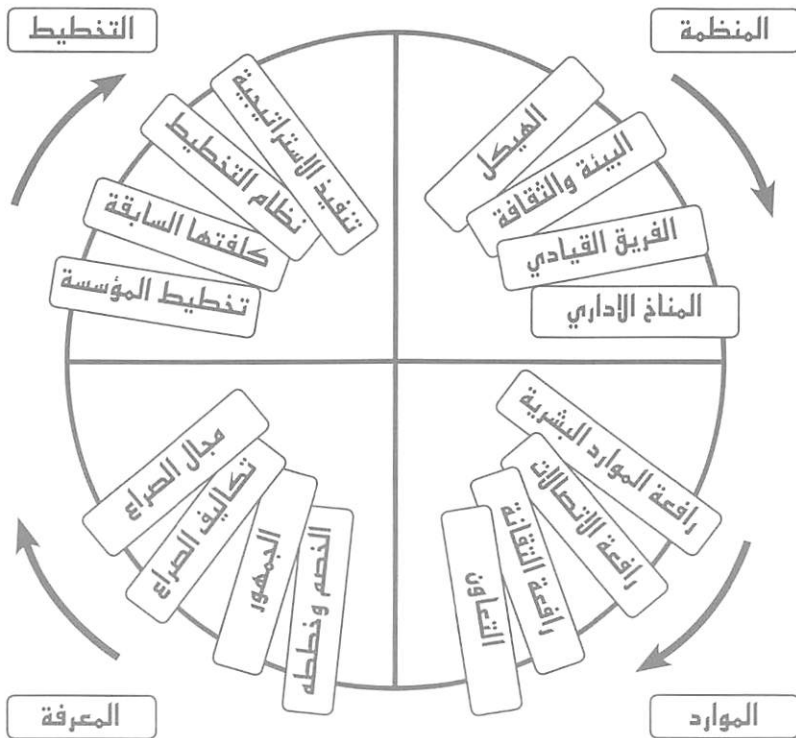 المنظمة
التخطيط
الهيكل
البيئة والثقافة
الفريق القيادي
المناخ الإداري
تنفيذ الاستراتيجية
نظام التخطيط
كلفتها السابقة
تخطيط المؤسسة
رافعة الموارد البشرية
رافعة الاتصالات
رافعة التقانة
التعاون
مجال الصراع
تكاليف الصراع
الجمهور
الخصم وخططه
الموارد
المعرفة